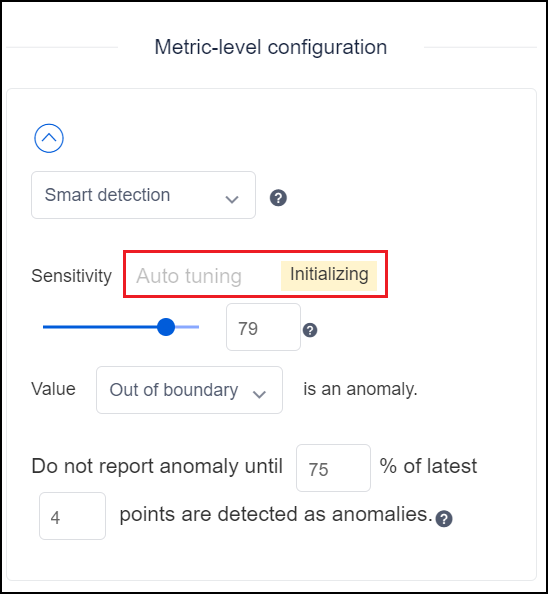 Metric-level configuration
Smart detection ?
Sensitivity Auto tuning Initializing
79 ?
Value Out of boundary is an anomaly.
Do not report anomaly until 75 % of latest
4 points are detected as anomalies. ?